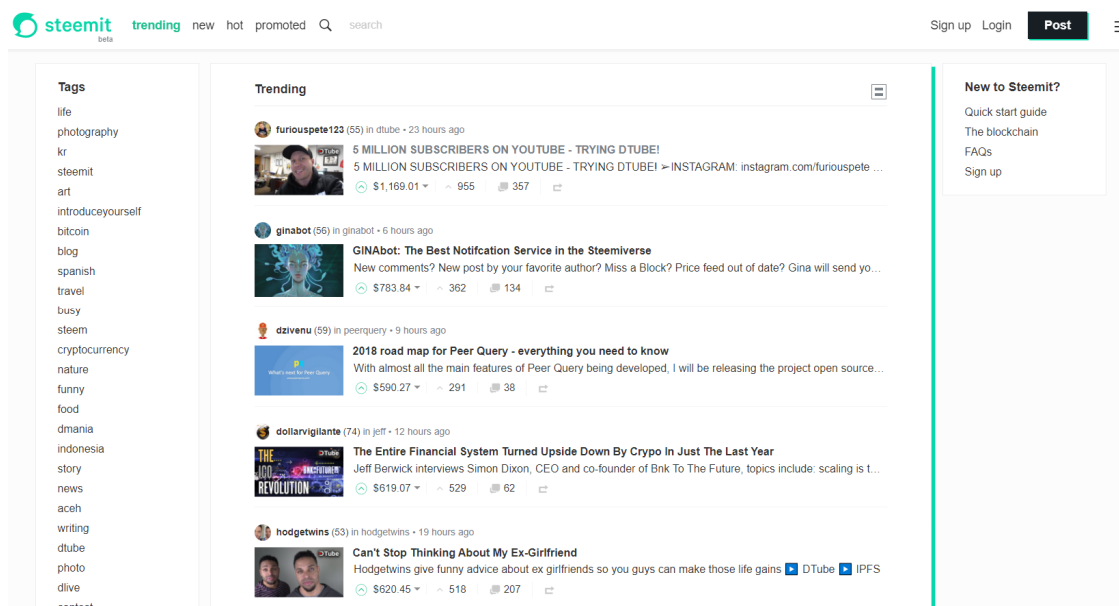 steemit
beta
trending new hot promoted search
Sign up Login Post
Tags
life
photography
kr
steemit
art
introduceyourself
bitcoin
blog
spanish
travel
busy
steem
cryptocurrency
nature
funny
food
dmania
indonesia
story
news
aceh
writing
dtube
photo
dlive
Trending
furiouspete123 (55) in dtube • 23 hours ago
DTube
5 MILLION SUBSCRIBERS ON YOUTUBE - TRYING DTUBE!
5 MILLION SUBSCRIBERS ON YOUTUBE - TRYING DTUBE! ➢INSTAGRAM: instagram.com/furiouspete ...
$1,169.01 955 357
ginabot (56) in ginabot • 6 hours ago
GINAbot: The Best Notifcation Service in the Steemiverse
New comments? New post by your favorite author? Miss a Block? Price feed out of date? Gina will send yo...
$783.84 362 134
dzivenu (59) in peerquery • 9 hours ago
What's next for Peer Query
2018 road map for Peer Query - everything you need to know
With almost all the main features of Peer Query being developed, I will be releasing the project open source...
$590.27 291 38
dollarvigilante (74) in jeff • 12 hours ago
THE
ICO
REVOLUTION
BNKTOTHEFUTURE
The Entire Financial System Turned Upside Down By Crypo In Just The Last Year
Jeff Berwick interviews Simon Dixon, CEO and co-founder of Bnk To The Future, topics include: scaling is t...
$619.07 529 62
hodgetwins (53) in hodgetwins • 19 hours ago
DTube
Can't Stop Thinking About My Ex-Girlfriend
Hodgetwins give funny advice about ex girlfriends so you guys can make those life gains ▶ DTube ▶ IPFS
$620.45 518 207
New to Steemit?
Quick start guide
The blockchain
FAQs
Sign up